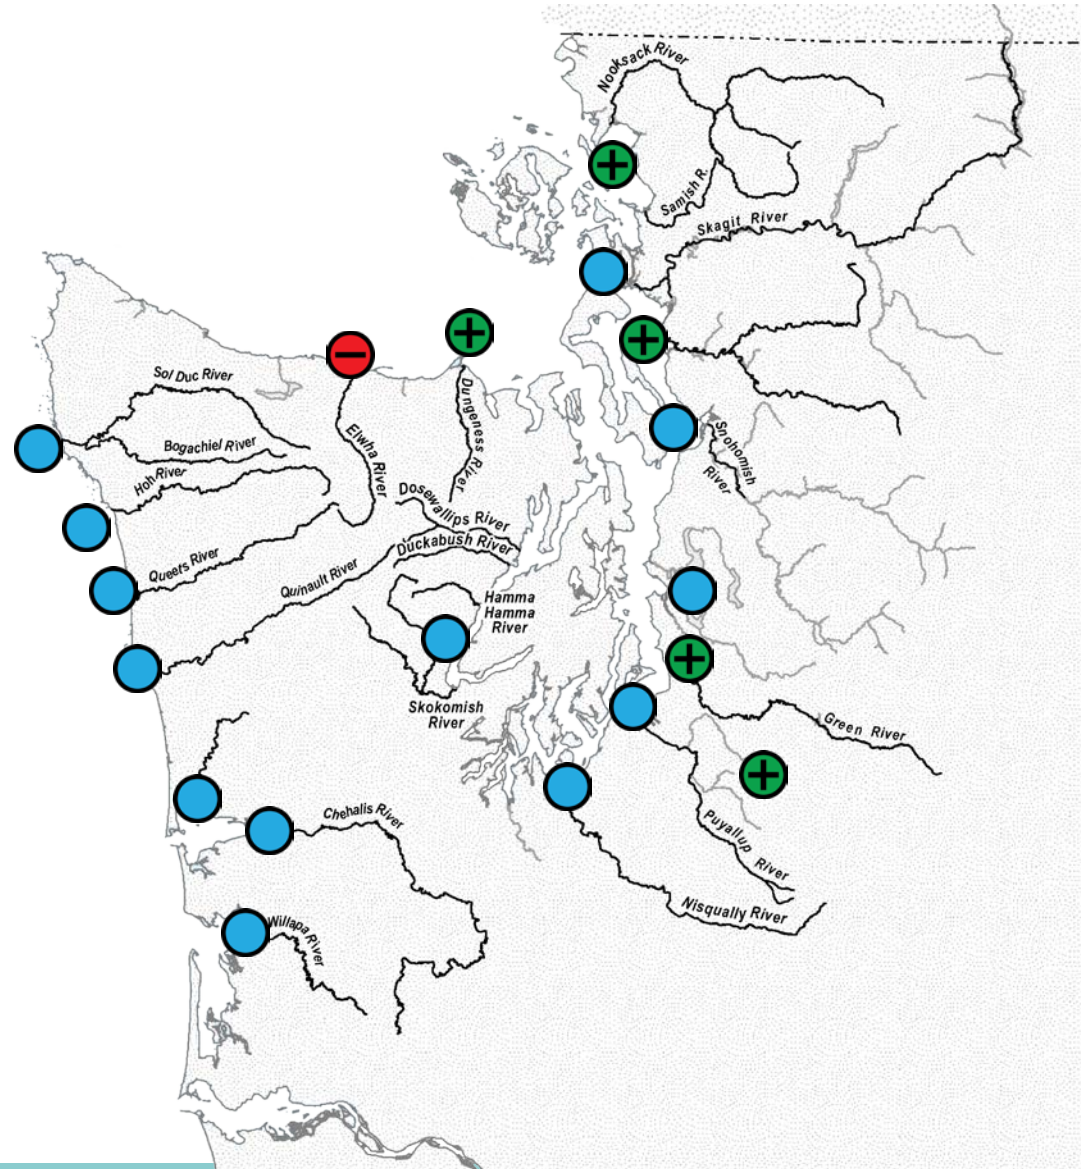 Nooksack River
Samish R.
Skagit River
Sol Duc River
Bogachiel River
Hoh River
Elwha River
Dungeness River
Snohomish
River
Dosewallips River
Duckabush River
Queets River
Quinault River
Hamma
Hamma
River
Skokomish
River
Green River
Chehalis River
Puyallup River
Nisqually River
Willapa River